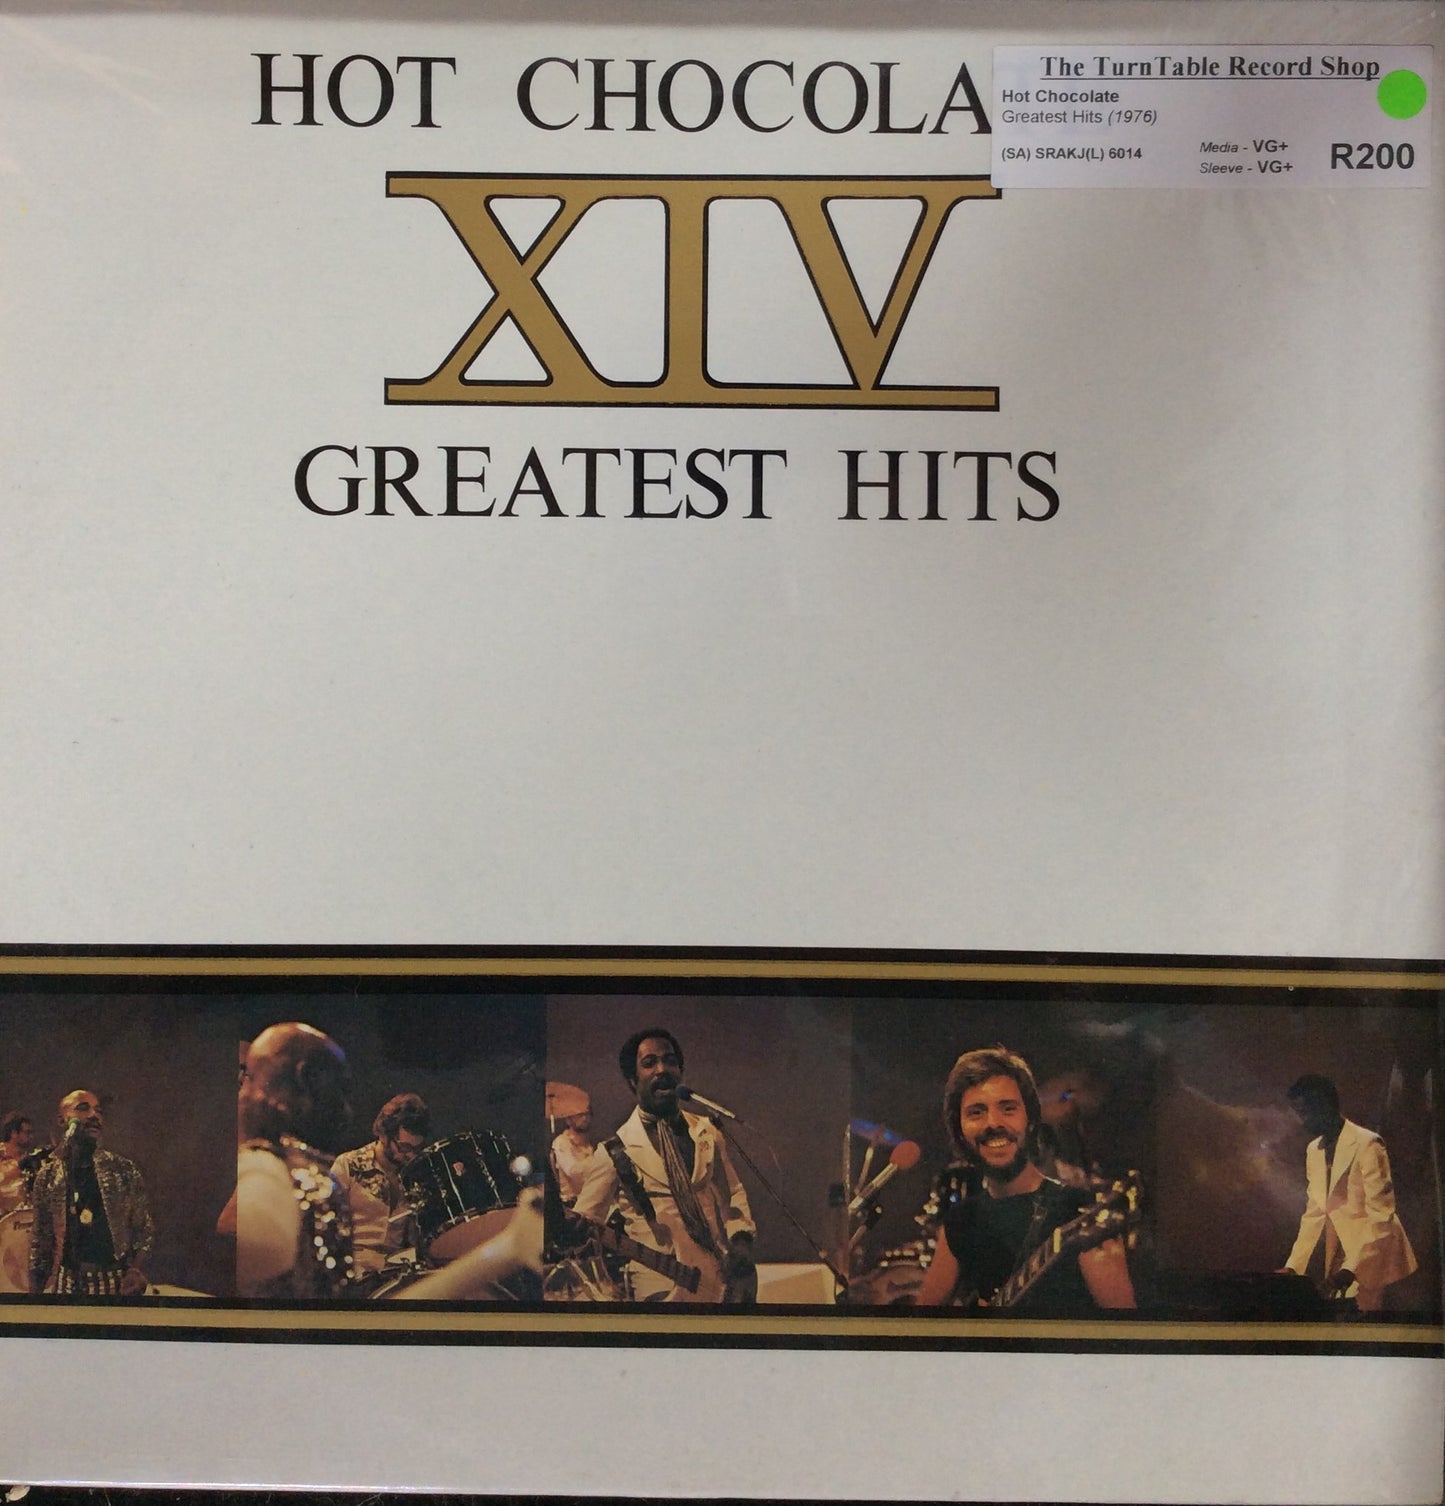 HOT CHOCOLA
The TurnTable Record Shop
Hot Chocolate
Greatest Hits (1976)
(SA) SRAKJ(L) 6014
Media - VG+
Sleeve - VG+
R200
XIV
GREATEST HITS